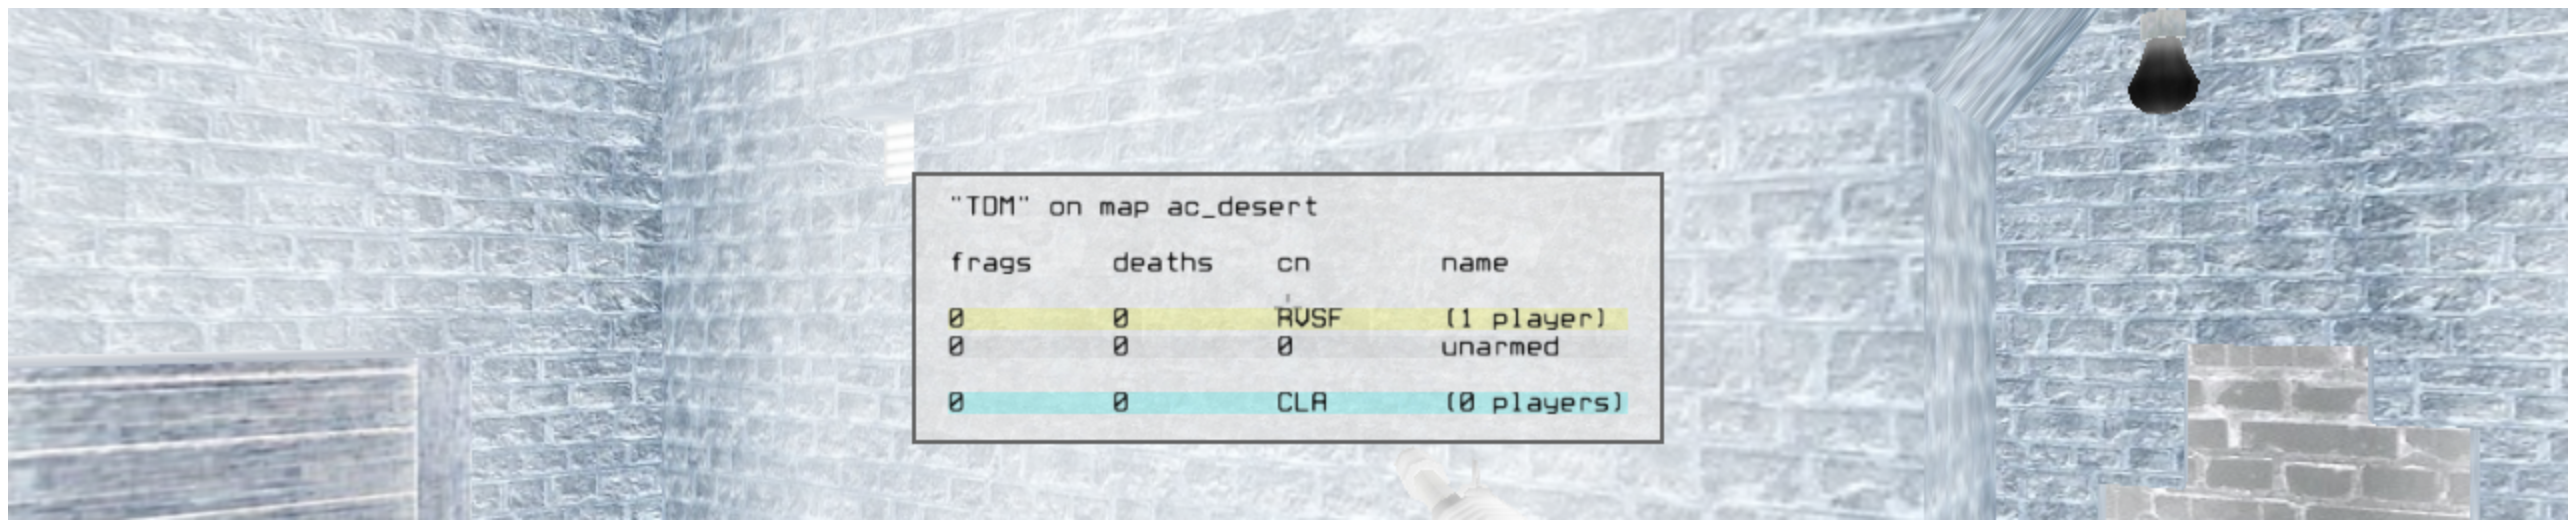 "TDM" on map ac_desert
frags deaths cn name
0 0 RVSF (1 player)
0 0 0 unarmed
0 0 CLA (0 players)